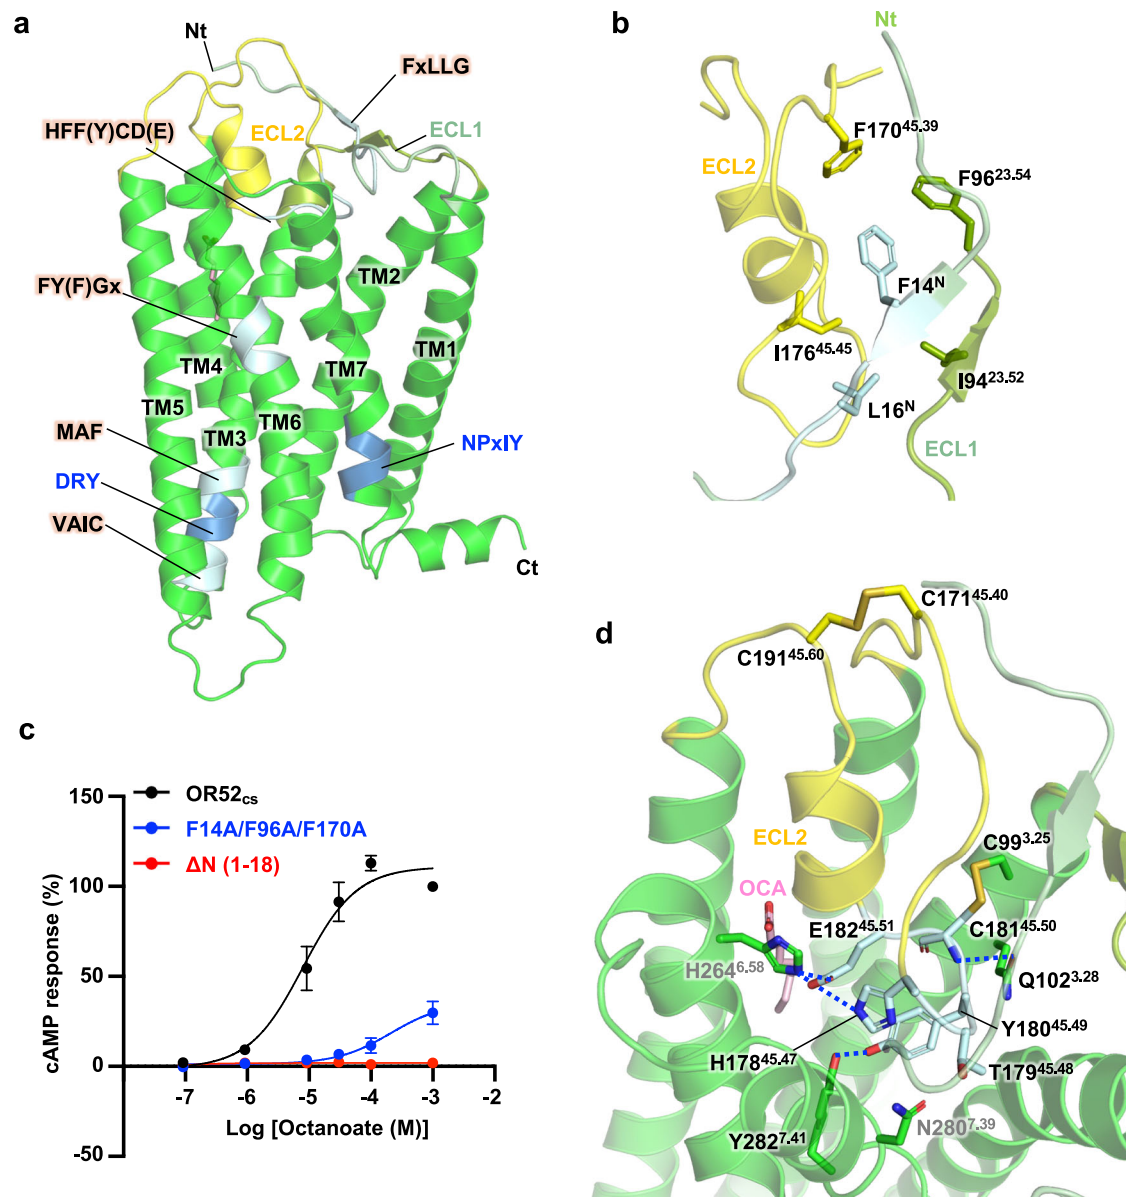 a
Nt
FxLLG
HFF(Y)CD(E)
ECL2
ECL1
FY(F)Gx
TM2
TM4
TM7
TM1
TM5
TM6
TM3
MAF
NPxIY
DRY
VAIC
Ct
b
Nt
F170^45.39
ECL2
F96^23.54
F14^N
I176^45.45
I94^23.52
L16^N
ECL1
c
OR52cs
F14A/F96A/F170A
ΔN (1-18)
150
100
50
0
-50
-7
-6
-5
-4
-3
-2
cAMP response (%)
Log [Octanoate (M)]
d
C171^45.40
C191^45.60
ECL2
C99^3.25
OCA
E182^45.51
C181^45.50
H264^6.58
Q102^3.28
Y180^45.49
H178^45.47
T179^45.48
Y282^7.41
N280^7.39